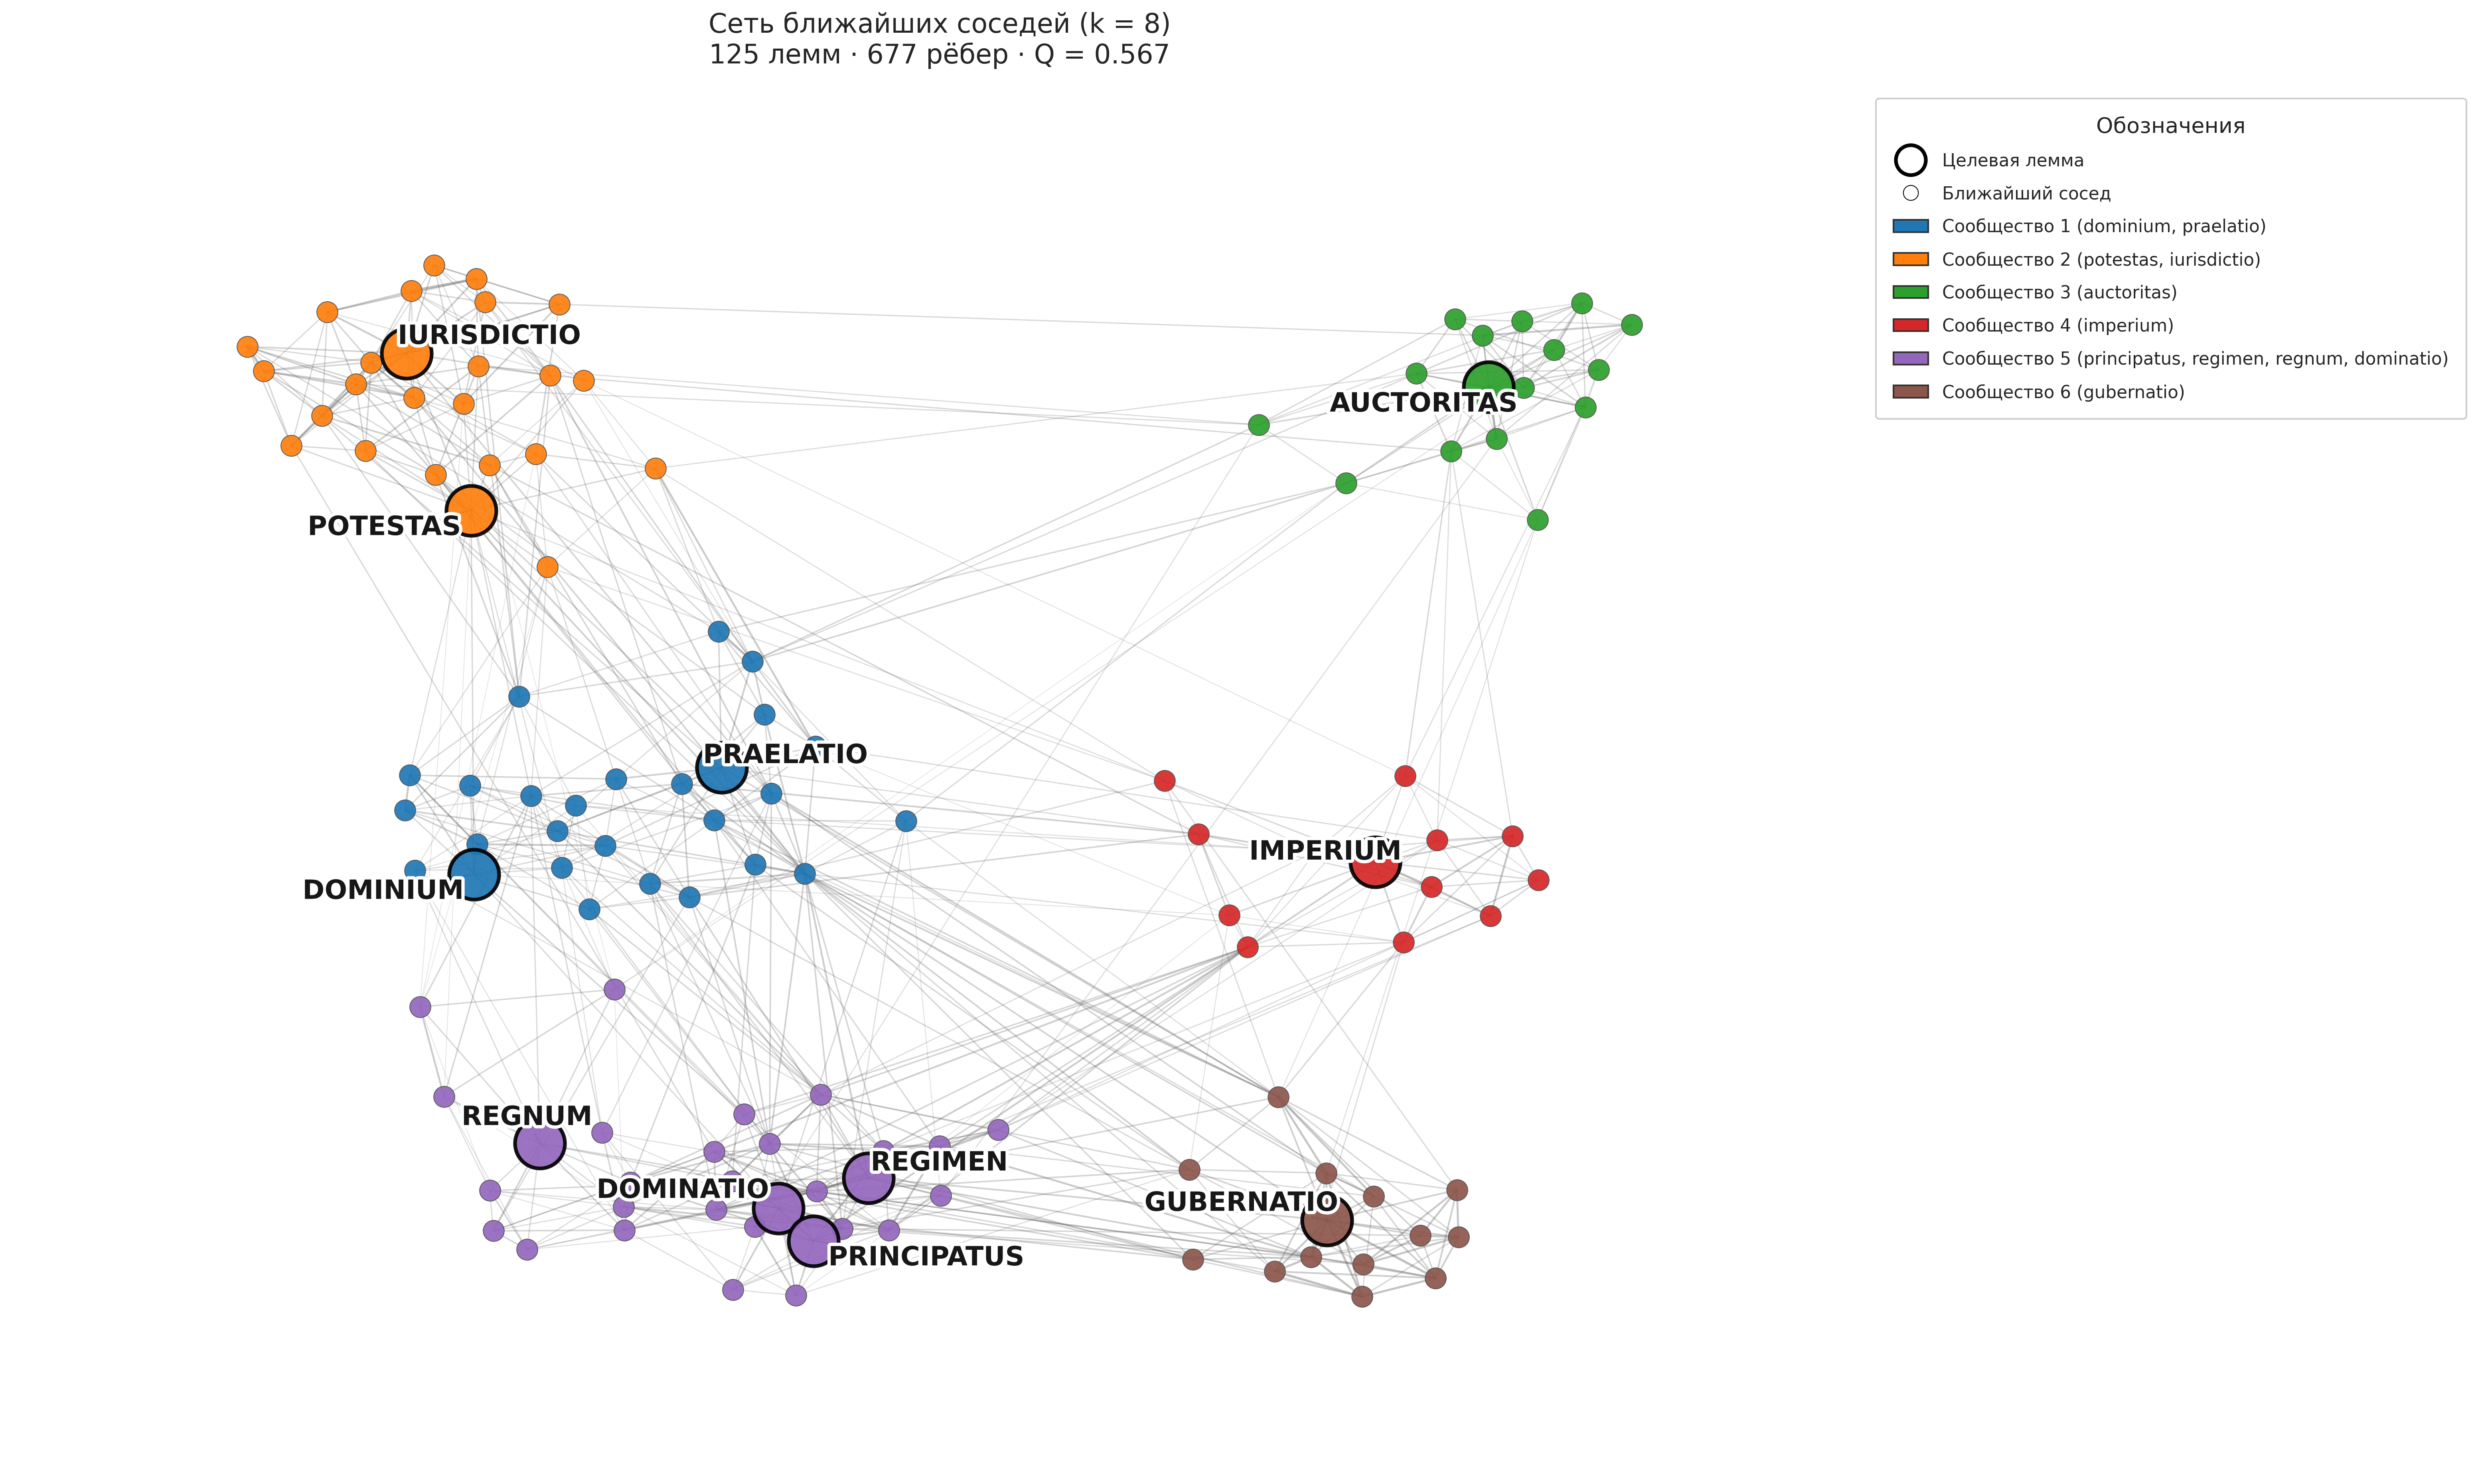 Сеть ближайших соседей (k = 8)
125 лемм · 677 рёбер · Q = 0.567
Обозначения
Целевая лемма
Ближайший сосед
Сообщество 1 (dominium, praelatio)
Сообщество 2 (potestas, iurisdictio)
Сообщество 3 (auctoritas)
Сообщество 4 (imperium)
Сообщество 5 (principatus, regimen, regnum, dominatio)
Сообщество 6 (gubernatio)
IURISDICTIO
AUCTORITAS
POTESTAS
PRAELATIO
IMPERIUM
DOMINIUM
REGNUM
REGIMEN
DOMINATIO
GUBERNATIO
PRINCIPATUS